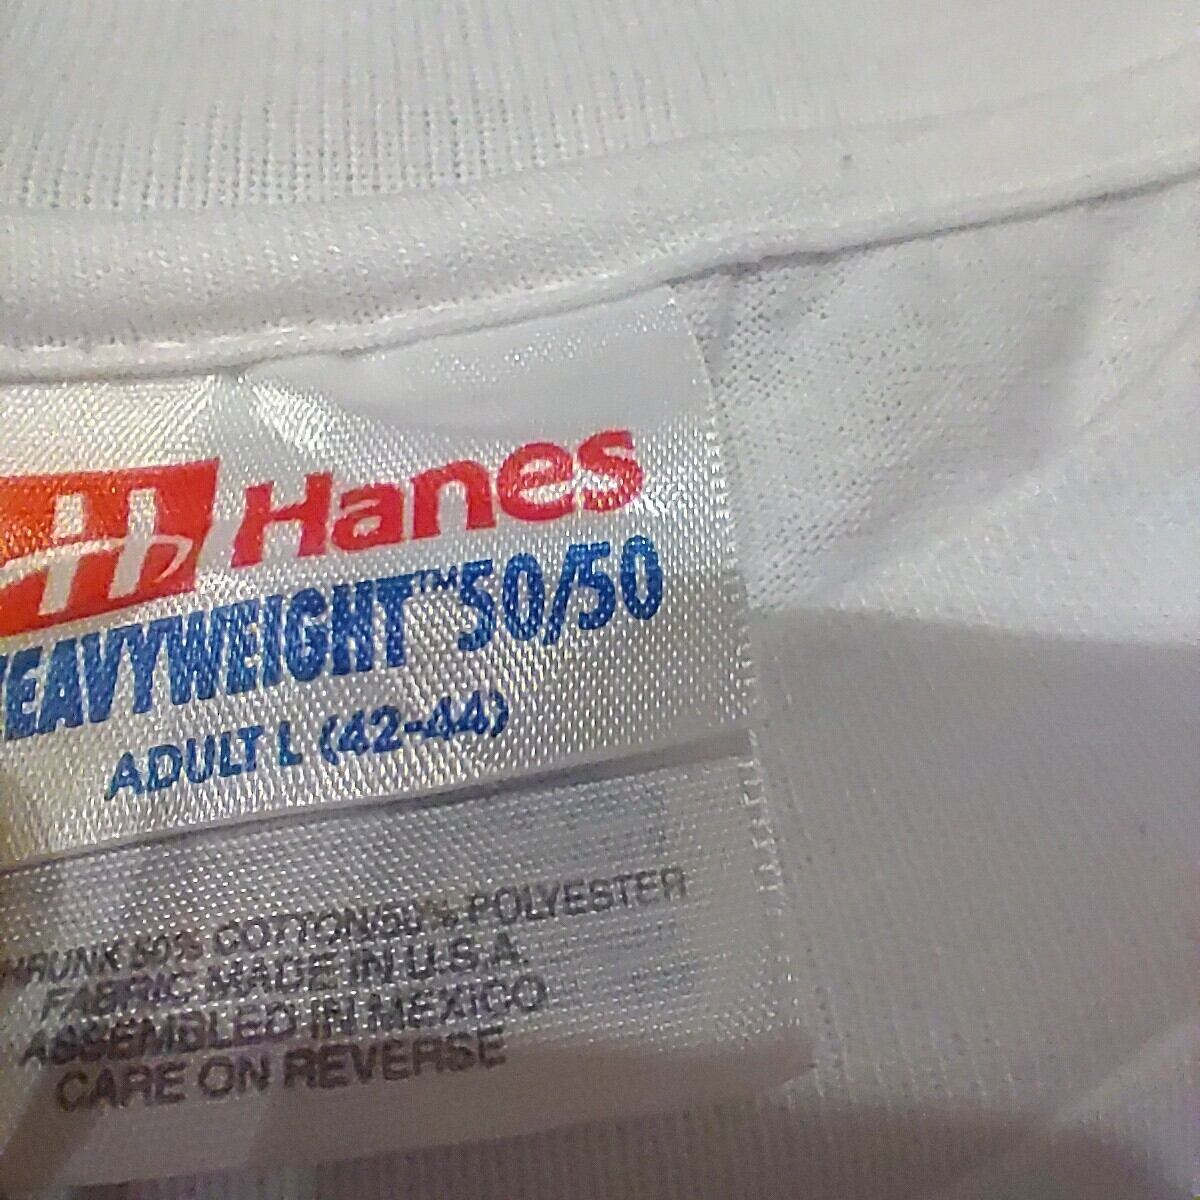 Hanes
HEAVYWEIGHT™ 50/50
ADULT L (42-44)
50% COTTON/50% POLYESTER
FABRIC MADE IN U.S.A.
ASSEMBLED IN MEXICO
CARE ON REVERSE